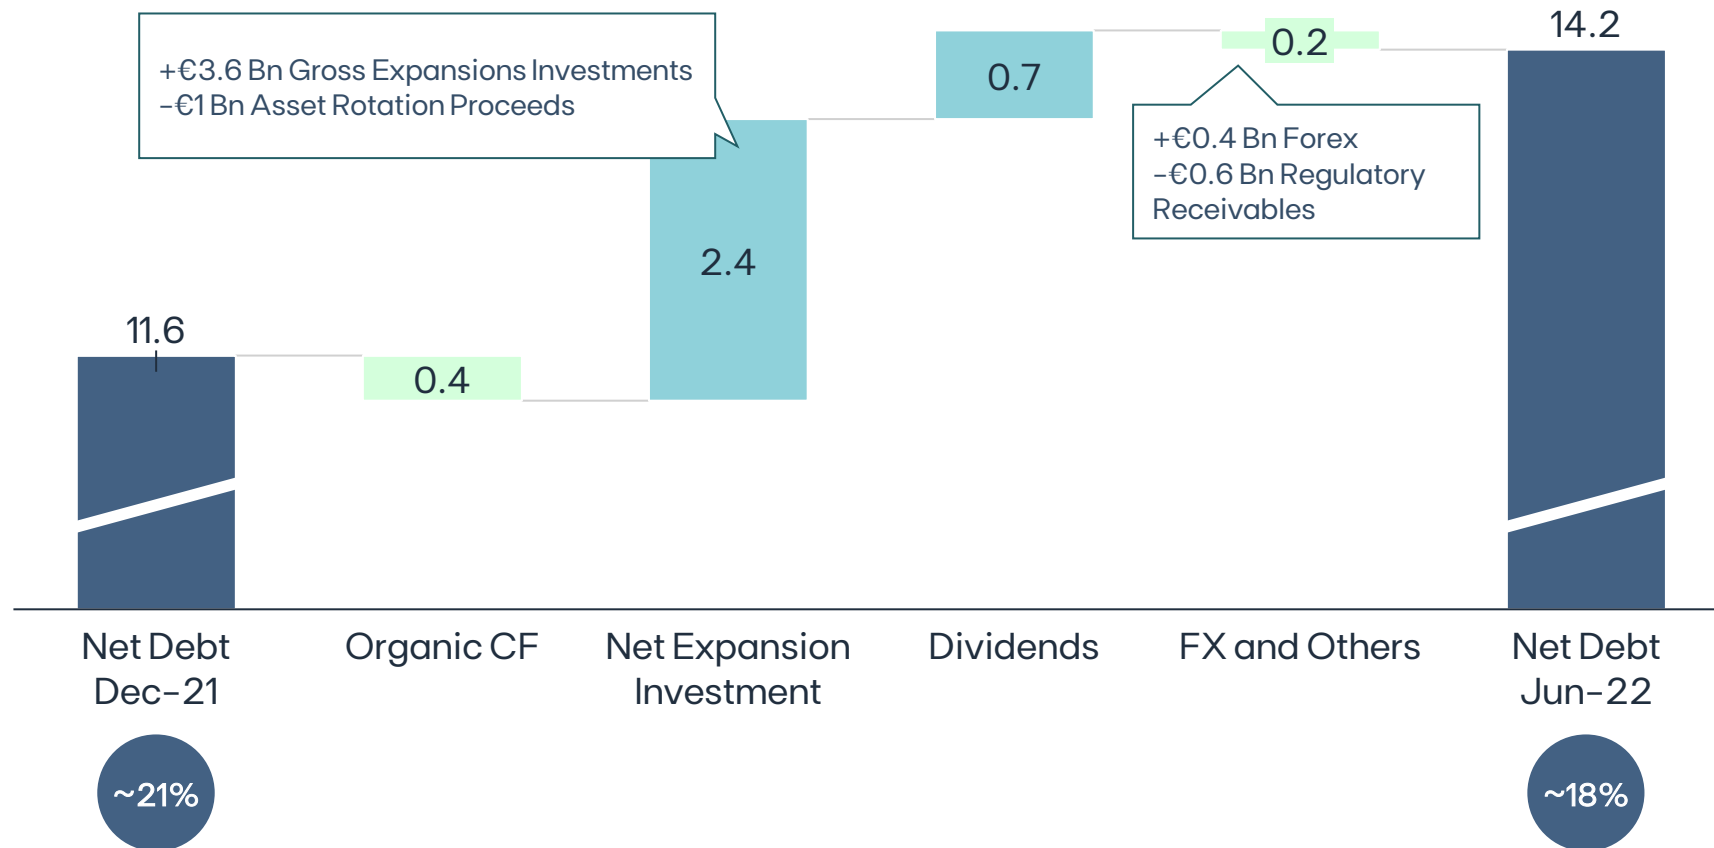 +€3.6 Bn Gross Expansions Investments
-€1 Bn Asset Rotation Proceeds
14.2
0.2
0.7
+€0.4 Bn Forex
-€0.6 Bn Regulatory
Receivables
2.4
11.6
0.4
Net Debt
Dec-21
Organic CF
Net Expansion
Investment
Dividends
FX and Others
Net Debt
Jun-22
~21%
~18%